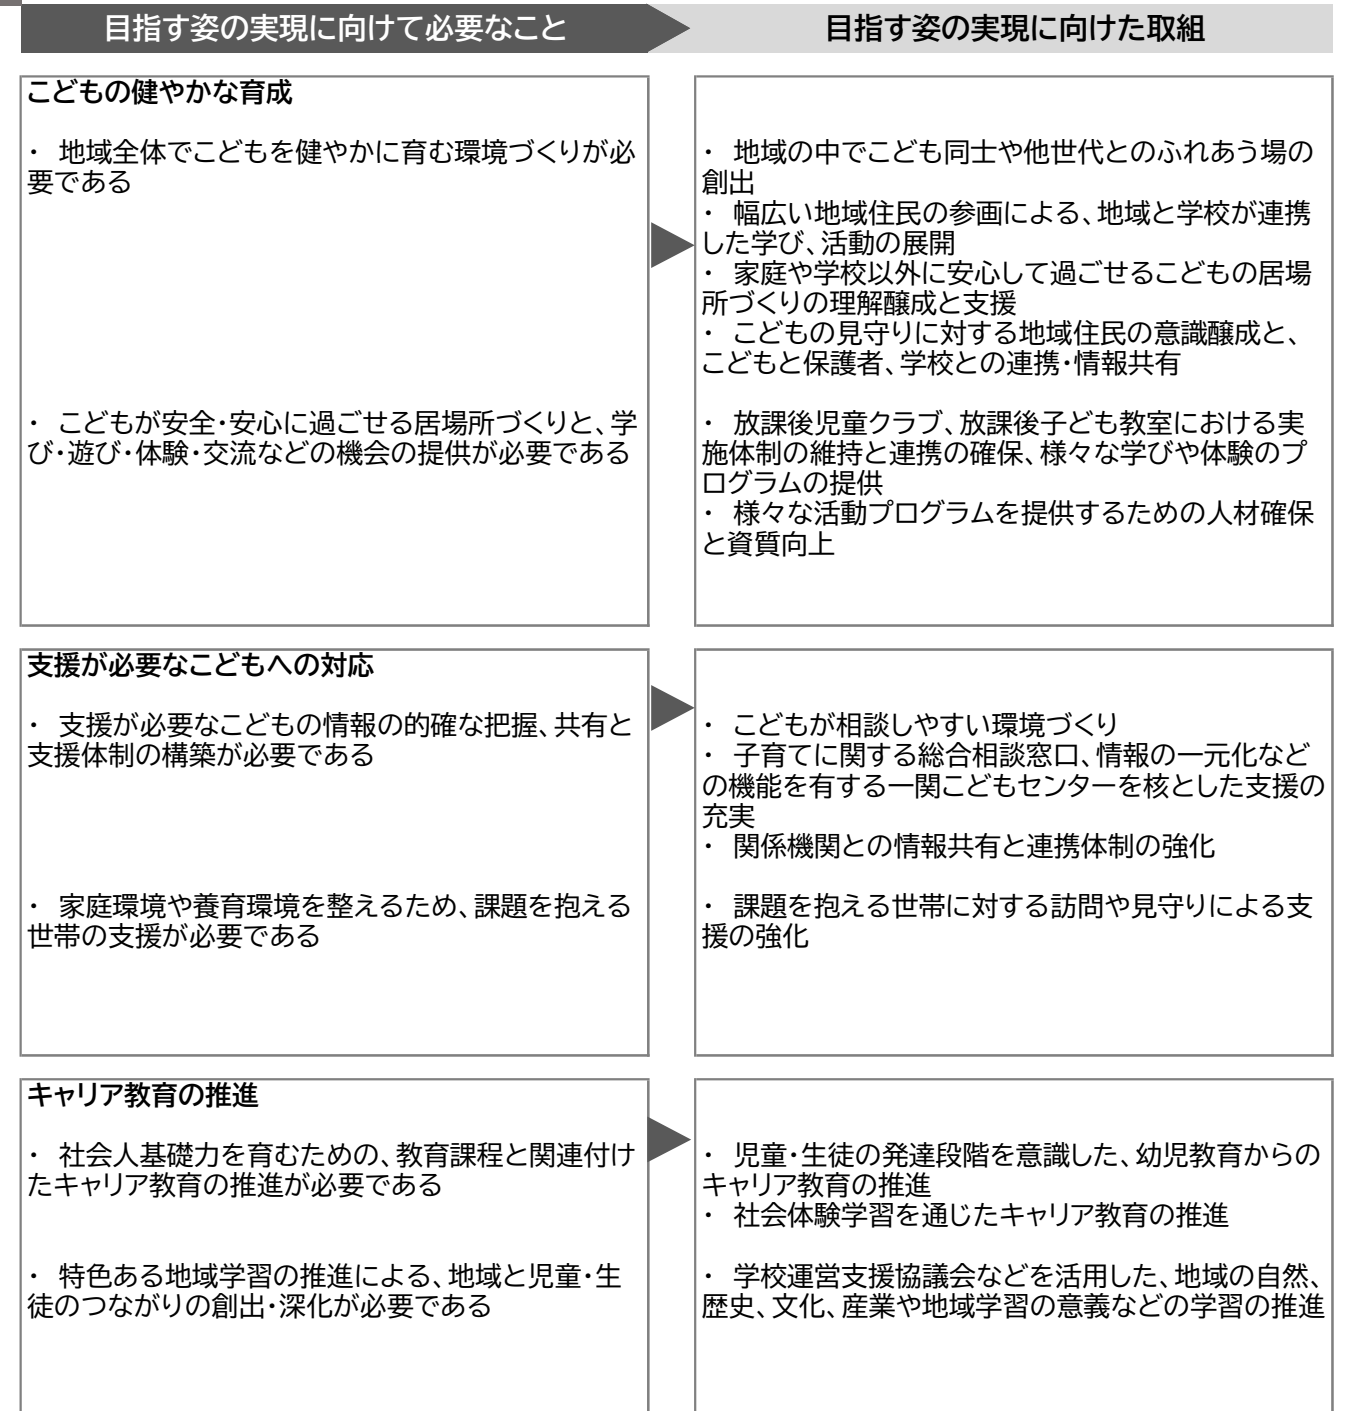 目指す姿の実現に向けて必要なこと
目指す姿の実現に向けた取組
こどもの健やかな育成
・ 地域全体でこどもを健やかに育む環境づくりが必
要である
・ こどもが安全・安心に過ごせる居場所づくりと、学
び・遊び・体験・交流などの機会の提供が必要である
・ 地域の中でこども同士や他世代とのふれあう場の
創出
・ 幅広い地域住民の参画による、地域と学校が連携
した学び、活動の展開
・ 家庭や学校以外に安心して過ごせるこどもの居場
所づくりの理解醸成と支援
・ こどもの見守りに対する地域住民の意識醸成と、
こどもと保護者、学校との連携・情報共有
・ 放課後児童クラブ、放課後子ども教室における実
施体制の維持と連携の確保、様々な学びや体験のプ
ログラムの提供
・ 様々な活動プログラムを提供するための人材確保
と資質向上
支援が必要なこどもへの対応
・ 支援が必要なこどもの情報の的確な把握、共有と
支援体制の構築が必要である
・ 家庭環境や養育環境を整えるため、課題を抱える
世帯の支援が必要である
・ こどもが相談しやすい環境づくり
・ 子育てに関する総合相談窓口、情報の一元化など
の機能を有する一関こどもセンターを核とした支援の
充実
・ 関係機関との情報共有と連携体制の強化
・ 課題を抱える世帯に対する訪問や見守りによる支
援の強化
キャリア教育の推進
・ 社会人基礎力を育むための、教育課程と関連付け
たキャリア教育の推進が必要である
・ 特色ある地域学習の推進による、地域と児童・生
徒のつながりの創出・深化が必要である
・ 児童・生徒の発達段階を意識した、幼児教育からの
キャリア教育の推進
・ 社会体験学習を通じたキャリア教育の推進
・ 学校運営支援協議会などを活用した、地域の自然、
歴史、文化、産業や地域学習の意義などの学習の推進